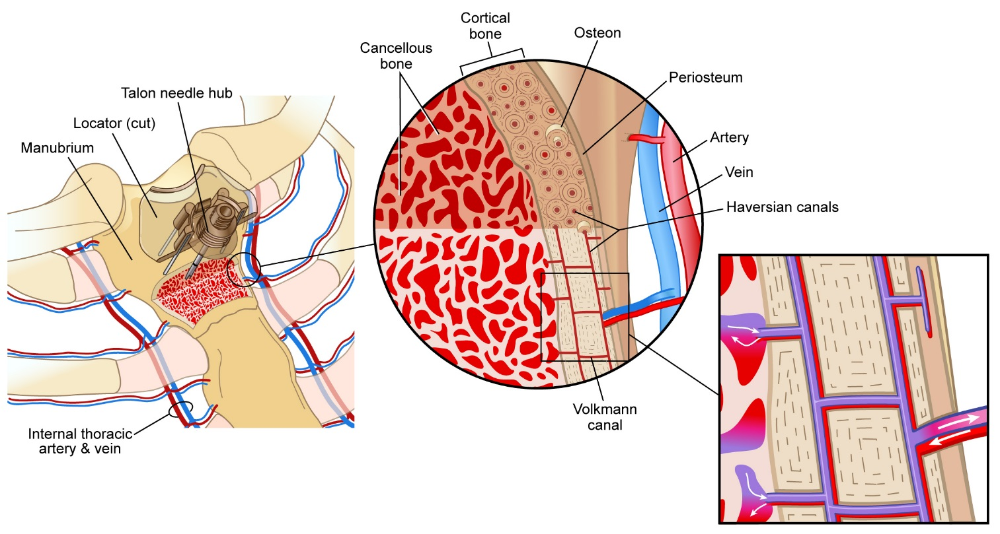 Cortical
bone
Osteon
Cancellous
bone
Periosteum
Talon needle hub
Locator (cut)
Manubrium
Artery
Vein
Haversian canals
Volkmann
canal
Internal thoracic
artery & vein